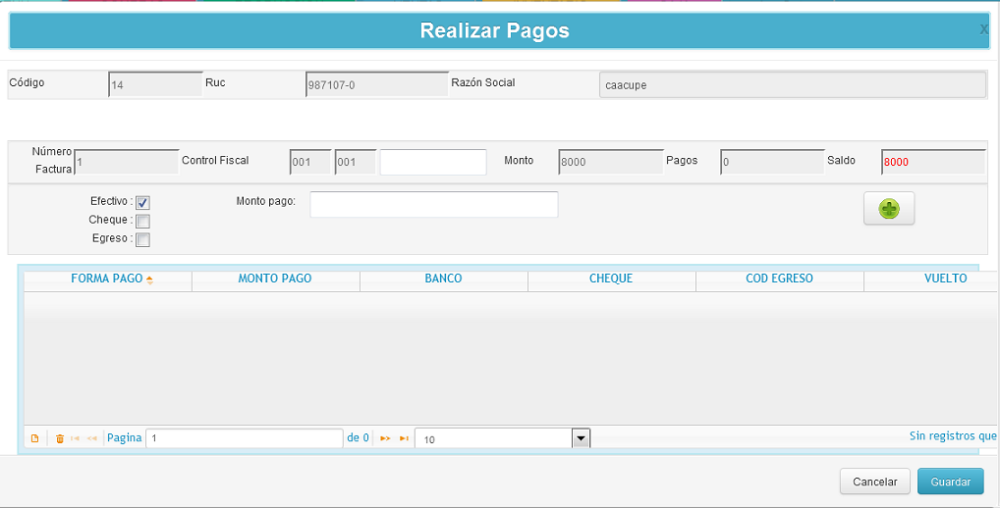 Realizar Pagos
x
Código 14 Ruc 987107-0 Razón Social caacupe
Número Factura 1 Control Fiscal 001 001 Monto 8000 Pagos 0 Saldo 8000
Efectivo : Monto pago:
Cheque :
Egreso :
FORMA PAGO MONTO PAGO BANCO CHEQUE COD EGRESO VUELTO
Pagina 1 de 0 10 Sin registros que
Cancelar Guardar